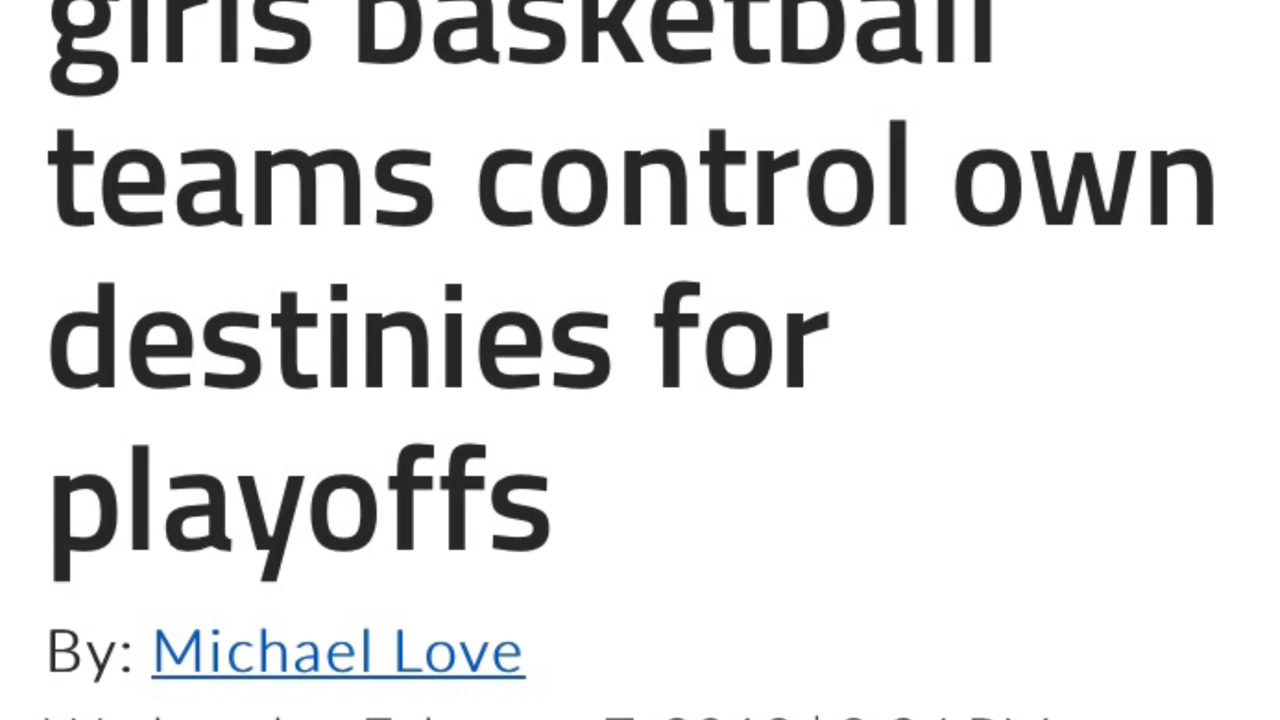 girls basketball
teams control own
destinies for
playoffs
By: Michael Love